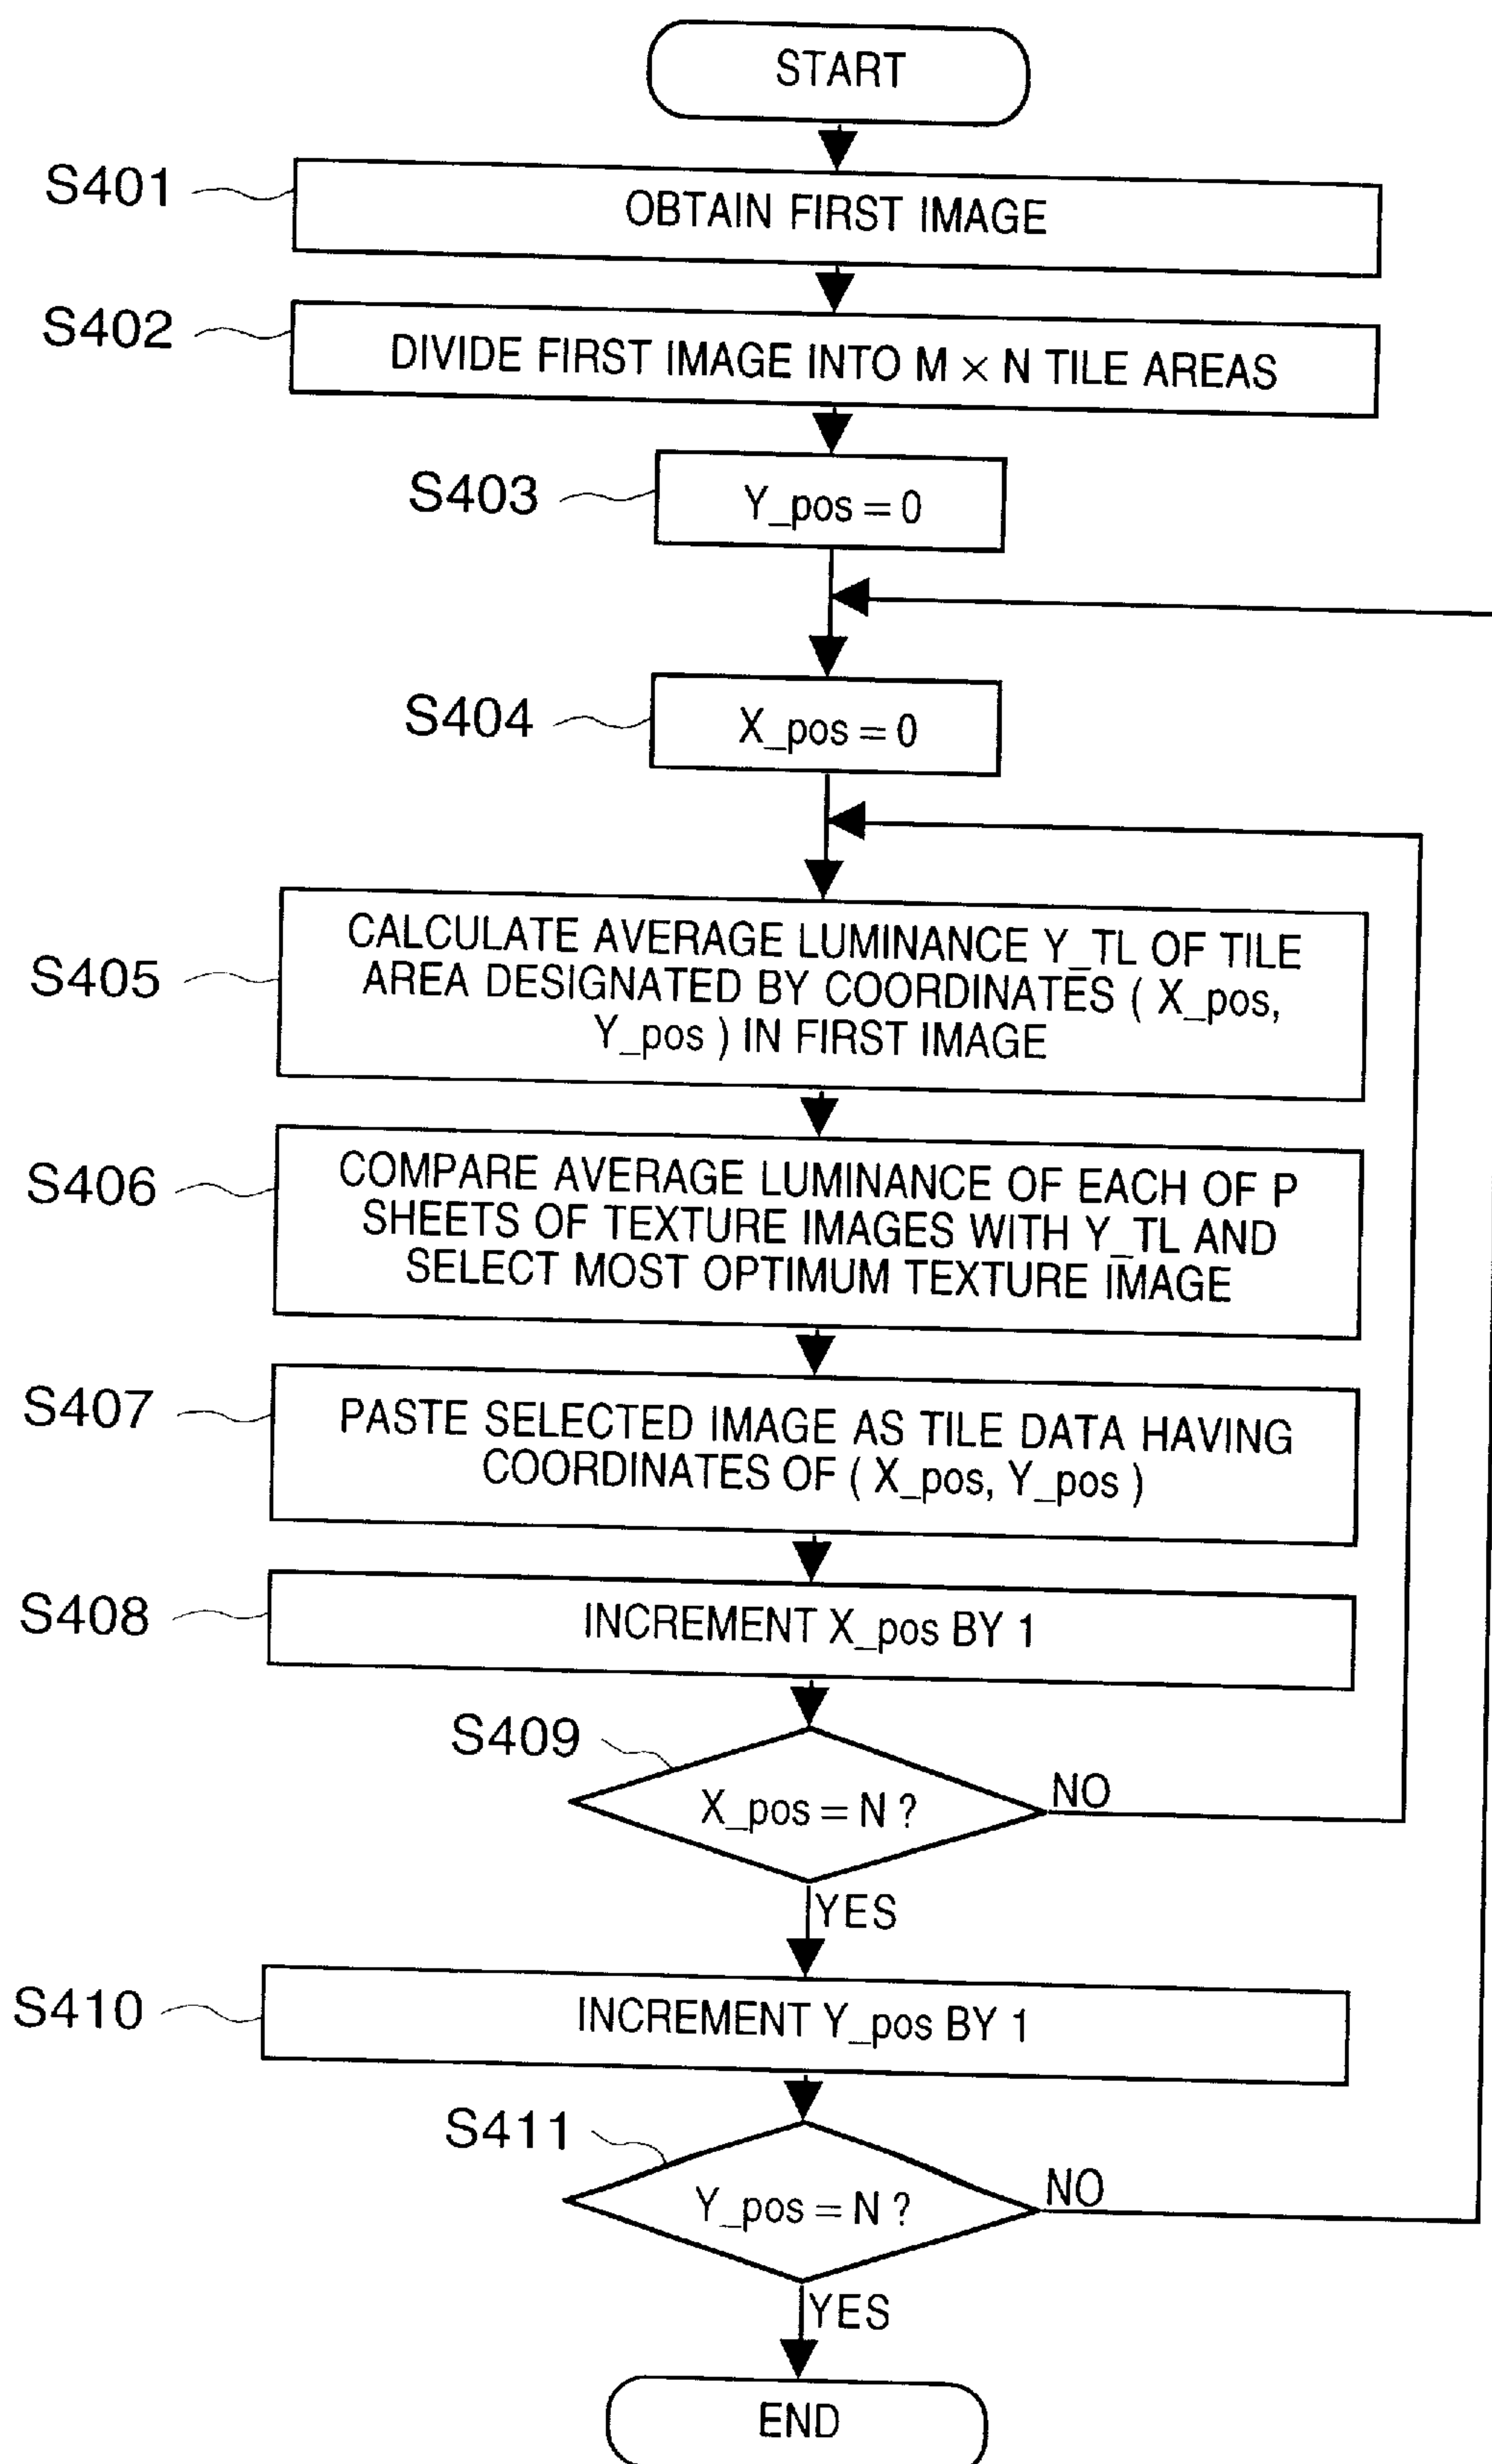 START
S401
OBTAIN FIRST IMAGE
S402
DIVIDE FIRST IMAGE INTO M × N TILE AREAS
S403
Y_pos = 0
S404
X_pos = 0
S405
CALCULATE AVERAGE LUMINANCE Y_TL OF TILE
AREA DESIGNATED BY COORDINATES ( X_pos,
Y_pos ) IN FIRST IMAGE
S406
COMPARE AVERAGE LUMINANCE OF EACH OF P
SHEETS OF TEXTURE IMAGES WITH Y_TL AND
SELECT MOST OPTIMUM TEXTURE IMAGE
S407
PASTE SELECTED IMAGE AS TILE DATA HAVING
COORDINATES OF ( X_pos, Y_pos )
S408
INCREMENT X_pos BY 1
S409
X_pos = N ?
NO
YES
S410
INCREMENT Y_pos BY 1
S411
Y_pos = N ?
NO
YES
END